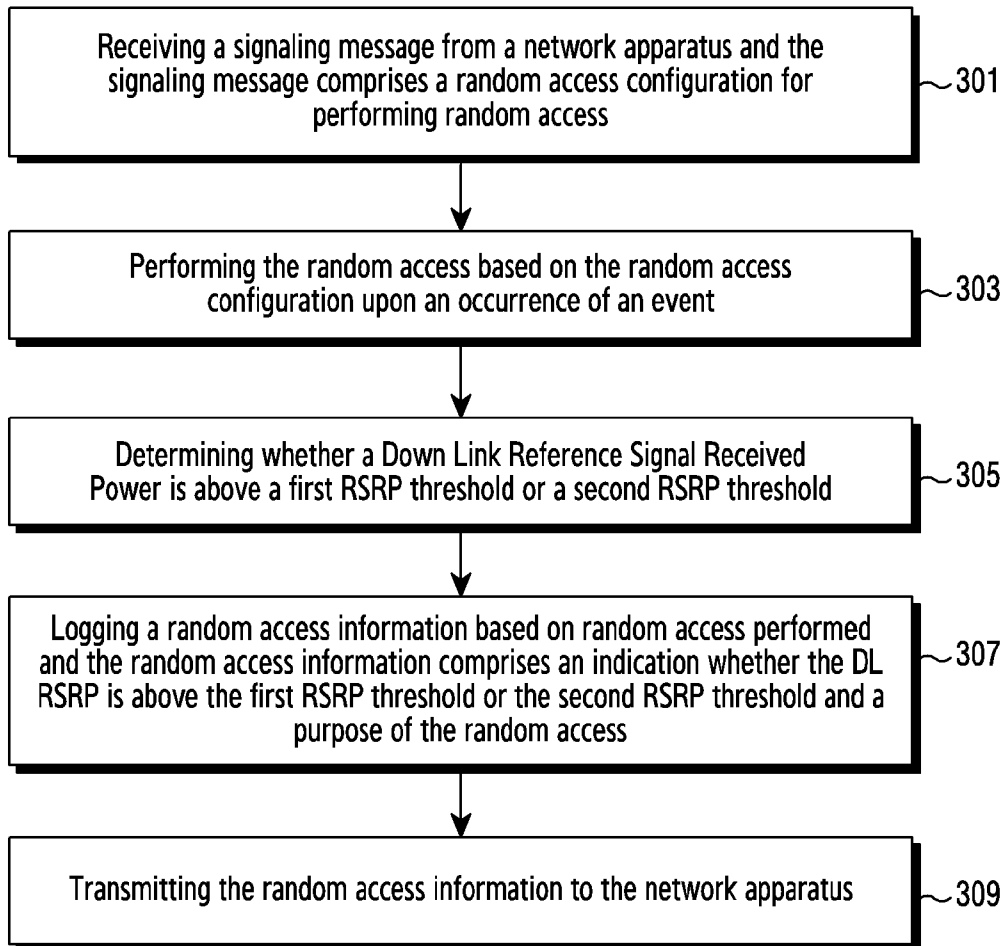 Receiving a signaling message from a network apparatus and the
signaling message comprises a random access configuration for
performing random access
301
Performing the random access based on the random access
configuration upon an occurrence of an event
303
Determining whether a Down Link Reference Signal Received
Power is above a first RSRP threshold or a second RSRP threshold
305
Logging a random access information based on random access performed
and the random access information comprises an indication whether the DL
RSRP is above the first RSRP threshold or the second RSRP threshold and a
purpose of the random access
307
Transmitting the random access information to the network apparatus
309